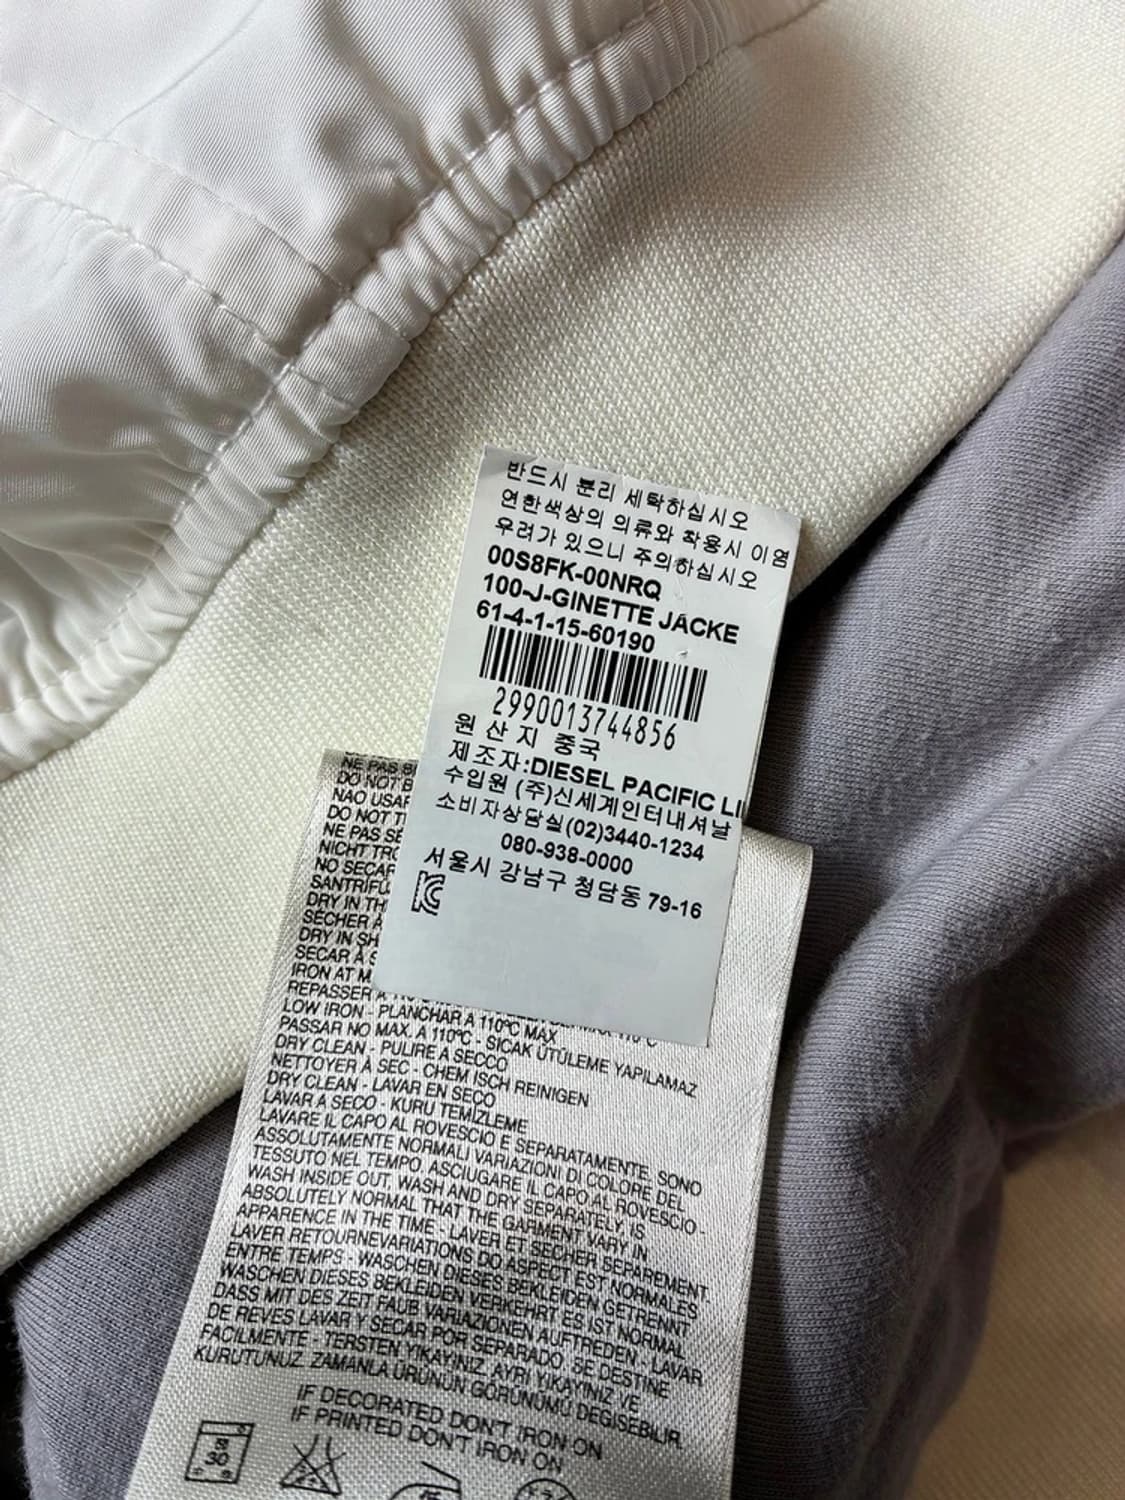 반드시 분리 세탁하십시오
연한색상의 의류와 착용시 이염
우려가 있으니 주의하십시오
00S8FK-00NRQ
100-J-GINETTE JACKE
61-4-1-15-60190
2990013744856
원산지 중국
제조자:DIESEL PACIFIC LI
수입원 (주)신세계인터내셔날
소비자상담실(02)3440-1234
080-938-0000
서울시 강남구 청담동 79-16
NE PAS
DO NOT
NAO USAR
DO NOT
NE PAS
NICHT
NO SECAR
DRY IN
SÉCHER
DRY IN SH
SECAR A
IRON AT M
REPASSER A
LOW IRON - PLANCHAR A 110°C MAX
PASSAR NO MAX. A 110°C - SICAK ÜTÜLEME YAPILAMAZ
DRY CLEAN - PULIRE A SECCO
NETTOYER À SEC - CHEM ISCH REINIGEN
DRY CLEAN - LAVAR EN SECO
LAVAR A SECO - KURU TEMIZLEME
LAVARE IL CAPO AL ROVESCIO E SEPARATAMENTE. SONO
ASSOLUTAMENTE NORMALI VARIAZIONI DI COLORE DEL
TESSUTO NEL TEMPO. ASCIUGARE IL CAPO AL ROVESCIO -
WASH INSIDE OUT, WASH AND DRY SEPARATELY, IS
ABSOLUTELY NORMAL THAT THE GARMENT VARY IN
APPARENCE IN THE TIME - LAVER ET SECHER SEPAREMENT.
LAVER RETOURNEVARIATIONS DO ASPECT EST NORMALES
ENTRE TEMPS - WASCHEN DIESES BEKLEIDEN GETRENNT
WASCHEN DIESES BEKLEIDEN VERKEHRT ES IST NORMAL
DASS MIT DES ZEIT FAUB VARIAZIONEN AUFTREDEN - LAVAR
DE REVES LAVAR Y SECAR POR SEPARADO. SE DESTINE
FACILMENTE - TERSTEN YIKAYINIZ, AYRI YIKAYINIZ VE
KURUTUNUZ. ZAMANLA ÜRÜNÜN GÖRÜNÜMÜ DEGISEBILIR.
IF DECORATED DON'T IRON ON
IF PRINTED DON'T IRON ON
30